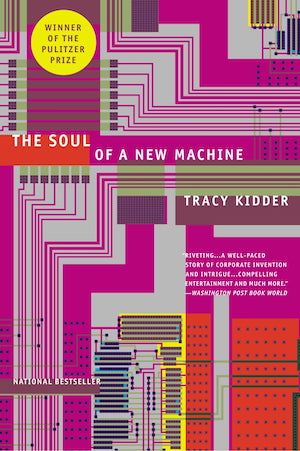 WINNER
OF THE
PULITZER
PRIZE
THE SOUL OF A NEW MACHINE
TRACY KIDDER
"RIVETING...A WELL-PACED
STORY OF CORPORATE INVENTION
AND INTRIGUE...COMPELLING
ENTERTAINMENT AND MUCH MORE."
—WASHINGTON POST BOOK WORLD
NATIONAL BESTSELLER